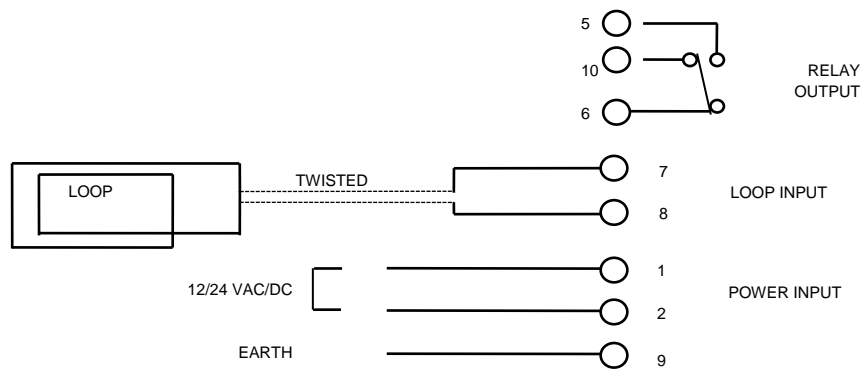 5
10
RELAY
OUTPUT
6
7
LOOP
TWISTED
LOOP INPUT
8
1
12/24 VAC/DC
POWER INPUT
2
EARTH
9